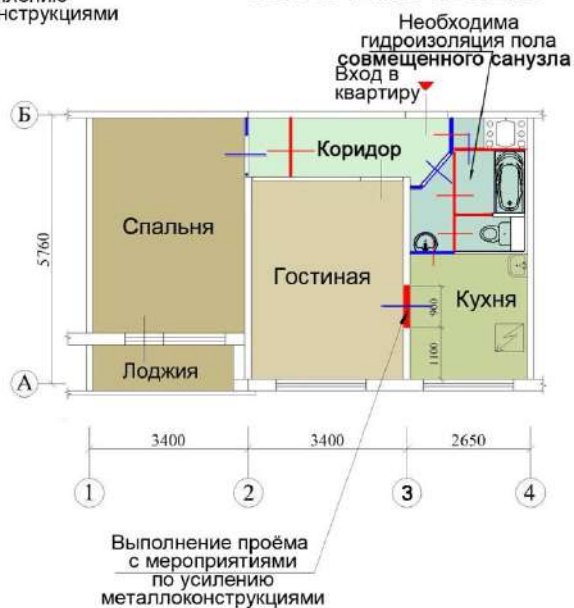 нструкциями
Необходима
гидроизоляция пола
совмещенного санузла
Вход в
квартиру
Б
Коридор
Спальня
5760
Гостиная
Кухня
900
1100
Лоджия
А
3400
3400
2650
1
2
3
4
Выполнение проёма
с мероприятиями
по усилению
металлоконструкциями